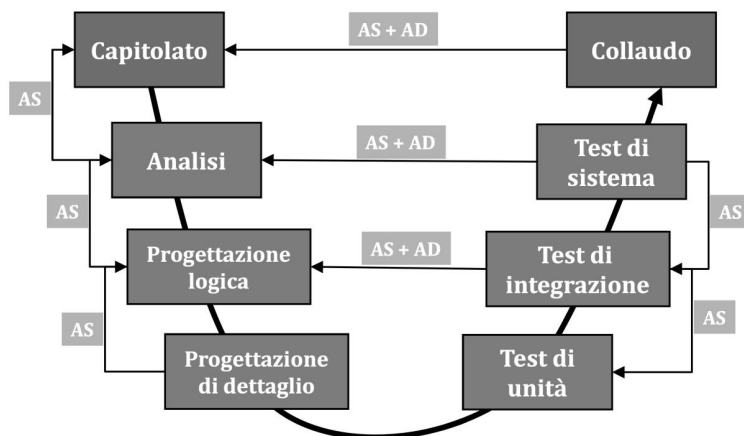 Capitolato
AS + AD
Collaudo
AS
Analisi
AS + AD
Test di
sistema
AS
AS
Progettazione
logica
AS + AD
Test di
integrazione
AS
AS
Progettazione
di dettaglio
Test di
unità